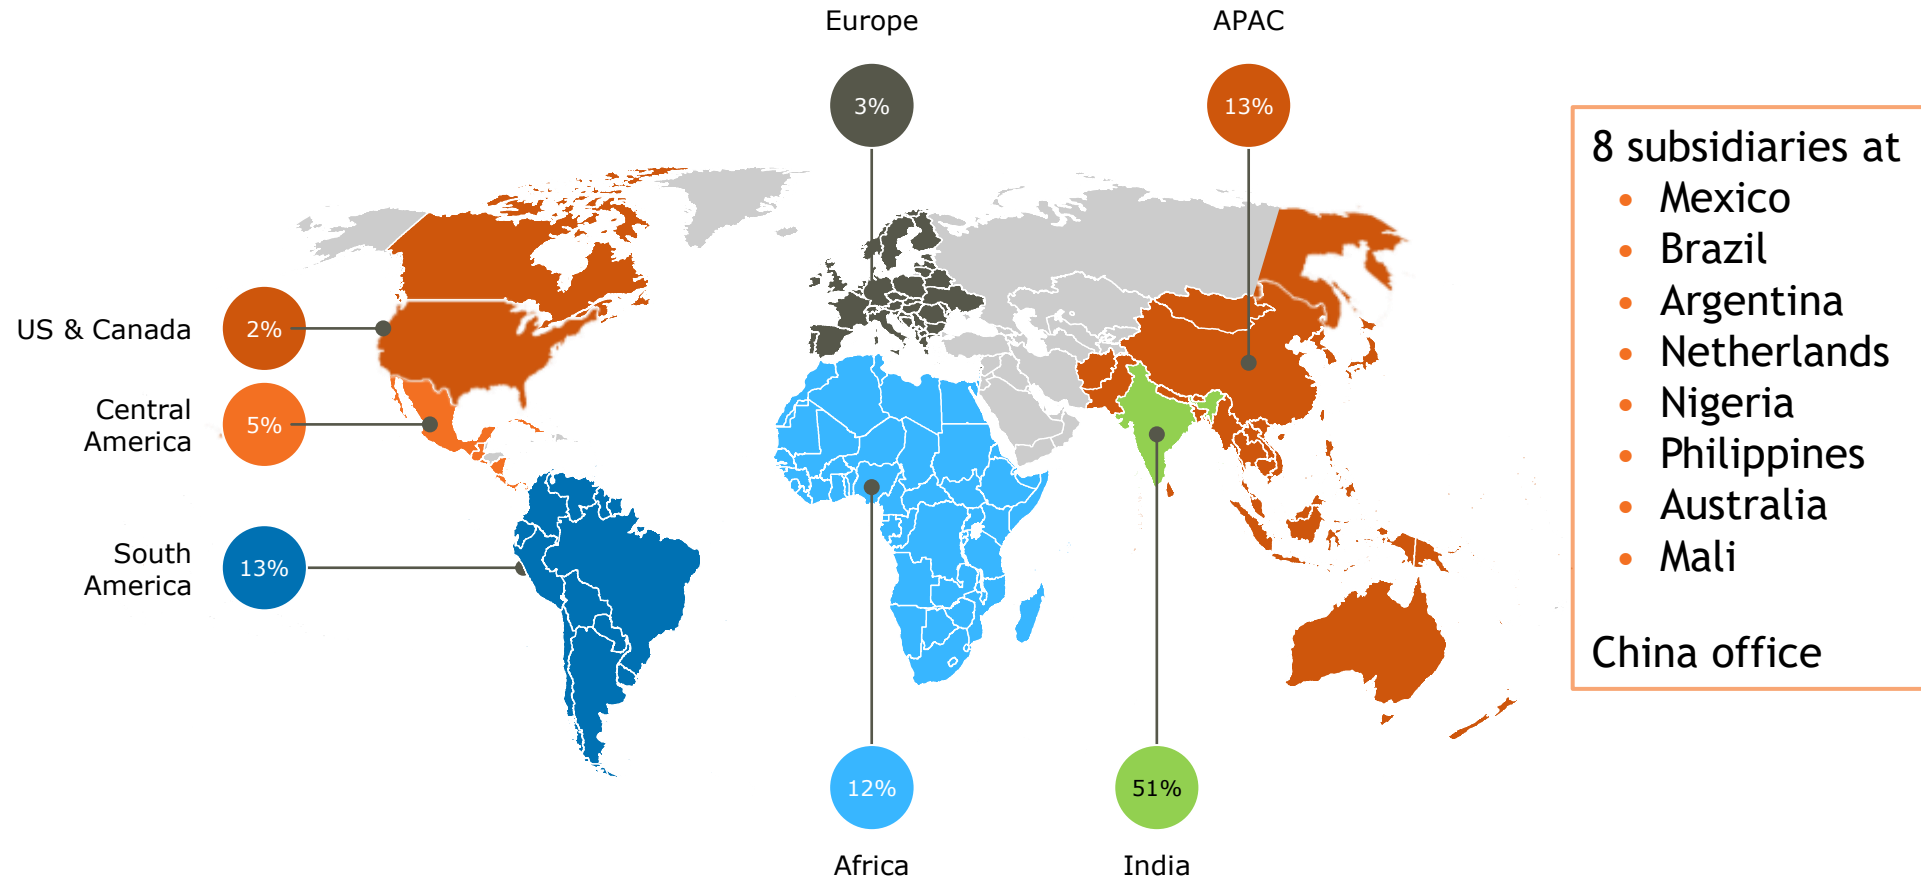 Europe
APAC
3%
13%
US & Canada
2%
Central
America
5%
South
America
13%
12%
51%
Africa
India
8 subsidiaries at
• Mexico
• Brazil
• Argentina
• Netherlands
• Nigeria
• Philippines
• Australia
• Mali
China office